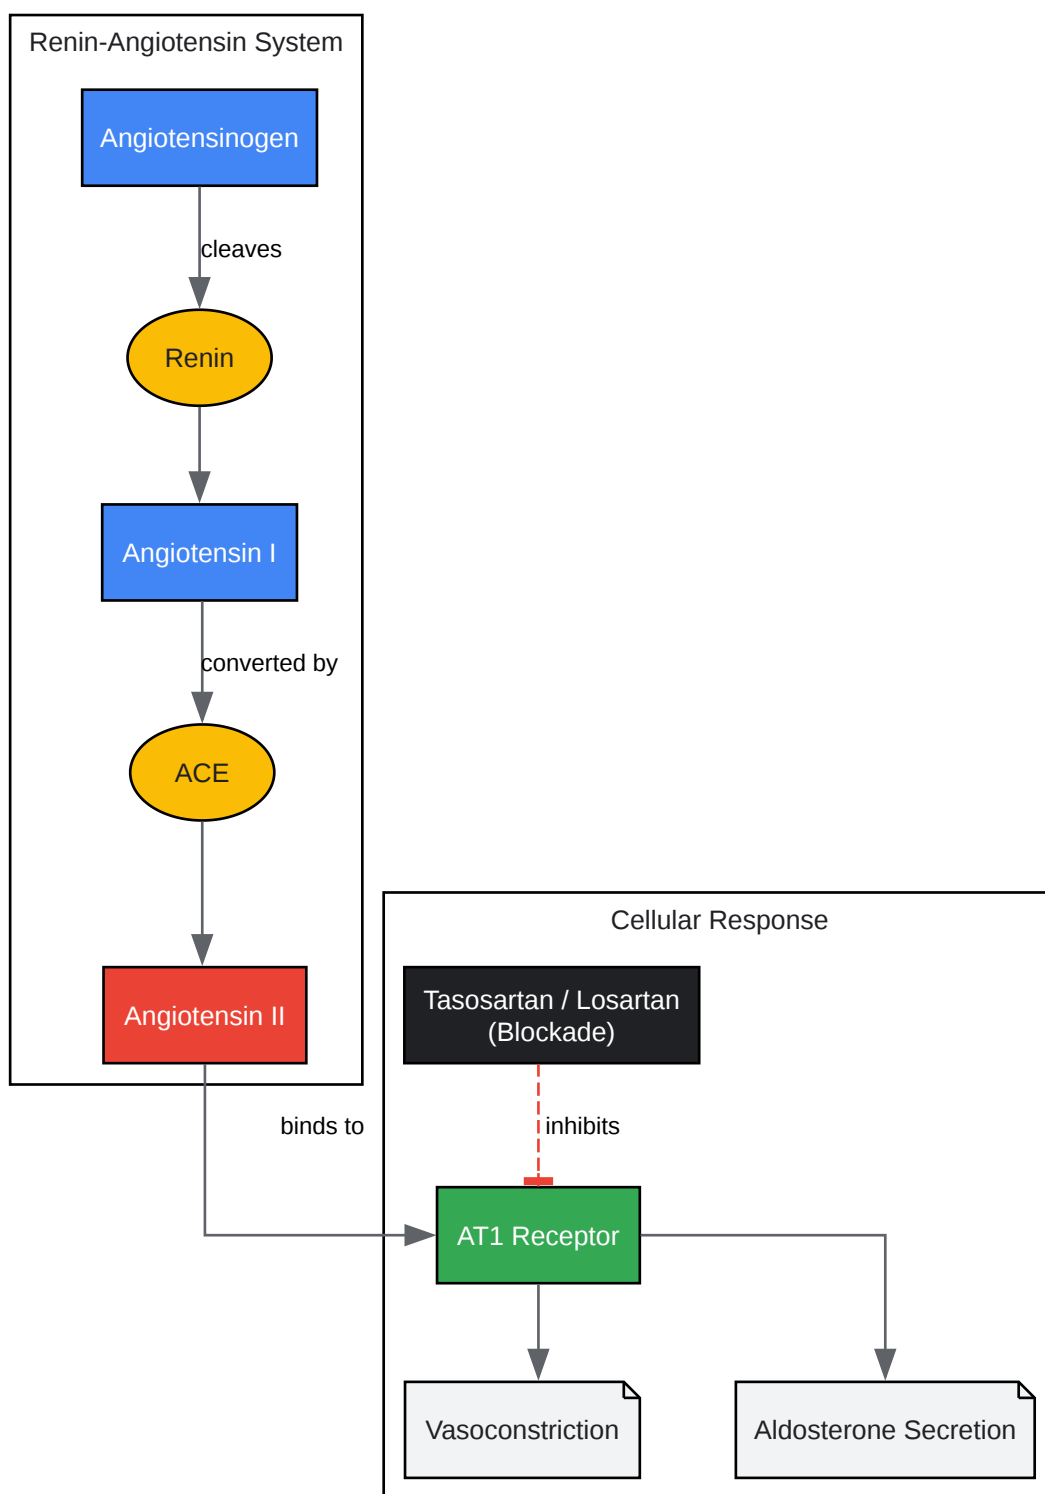 Renin-Angiotensin System
Angiotensinogen
cleaves
Renin
Angiotensin I
converted by
ACE
Angiotensin II
binds to
Cellular Response
Tasosartan / Losartan
(Blockade)
inhibits
AT1 Receptor
Vasoconstriction
Aldosterone Secretion